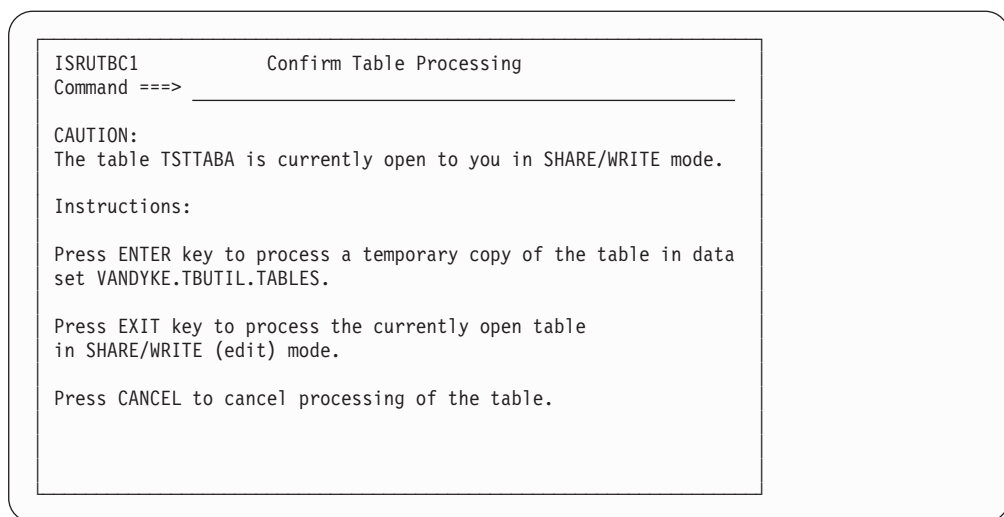 ISRUTBC1 Confirm Table Processing
Command ===>
CAUTION:
The table TSTTABA is currently open to you in SHARE/WRITE mode.
Instructions:
Press ENTER key to process a temporary copy of the table in data
set VANDYKE.TBUTIL.TABLES.
Press EXIT key to process the currently open table
in SHARE/WRITE (edit) mode.
Press CANCEL to cancel processing of the table.